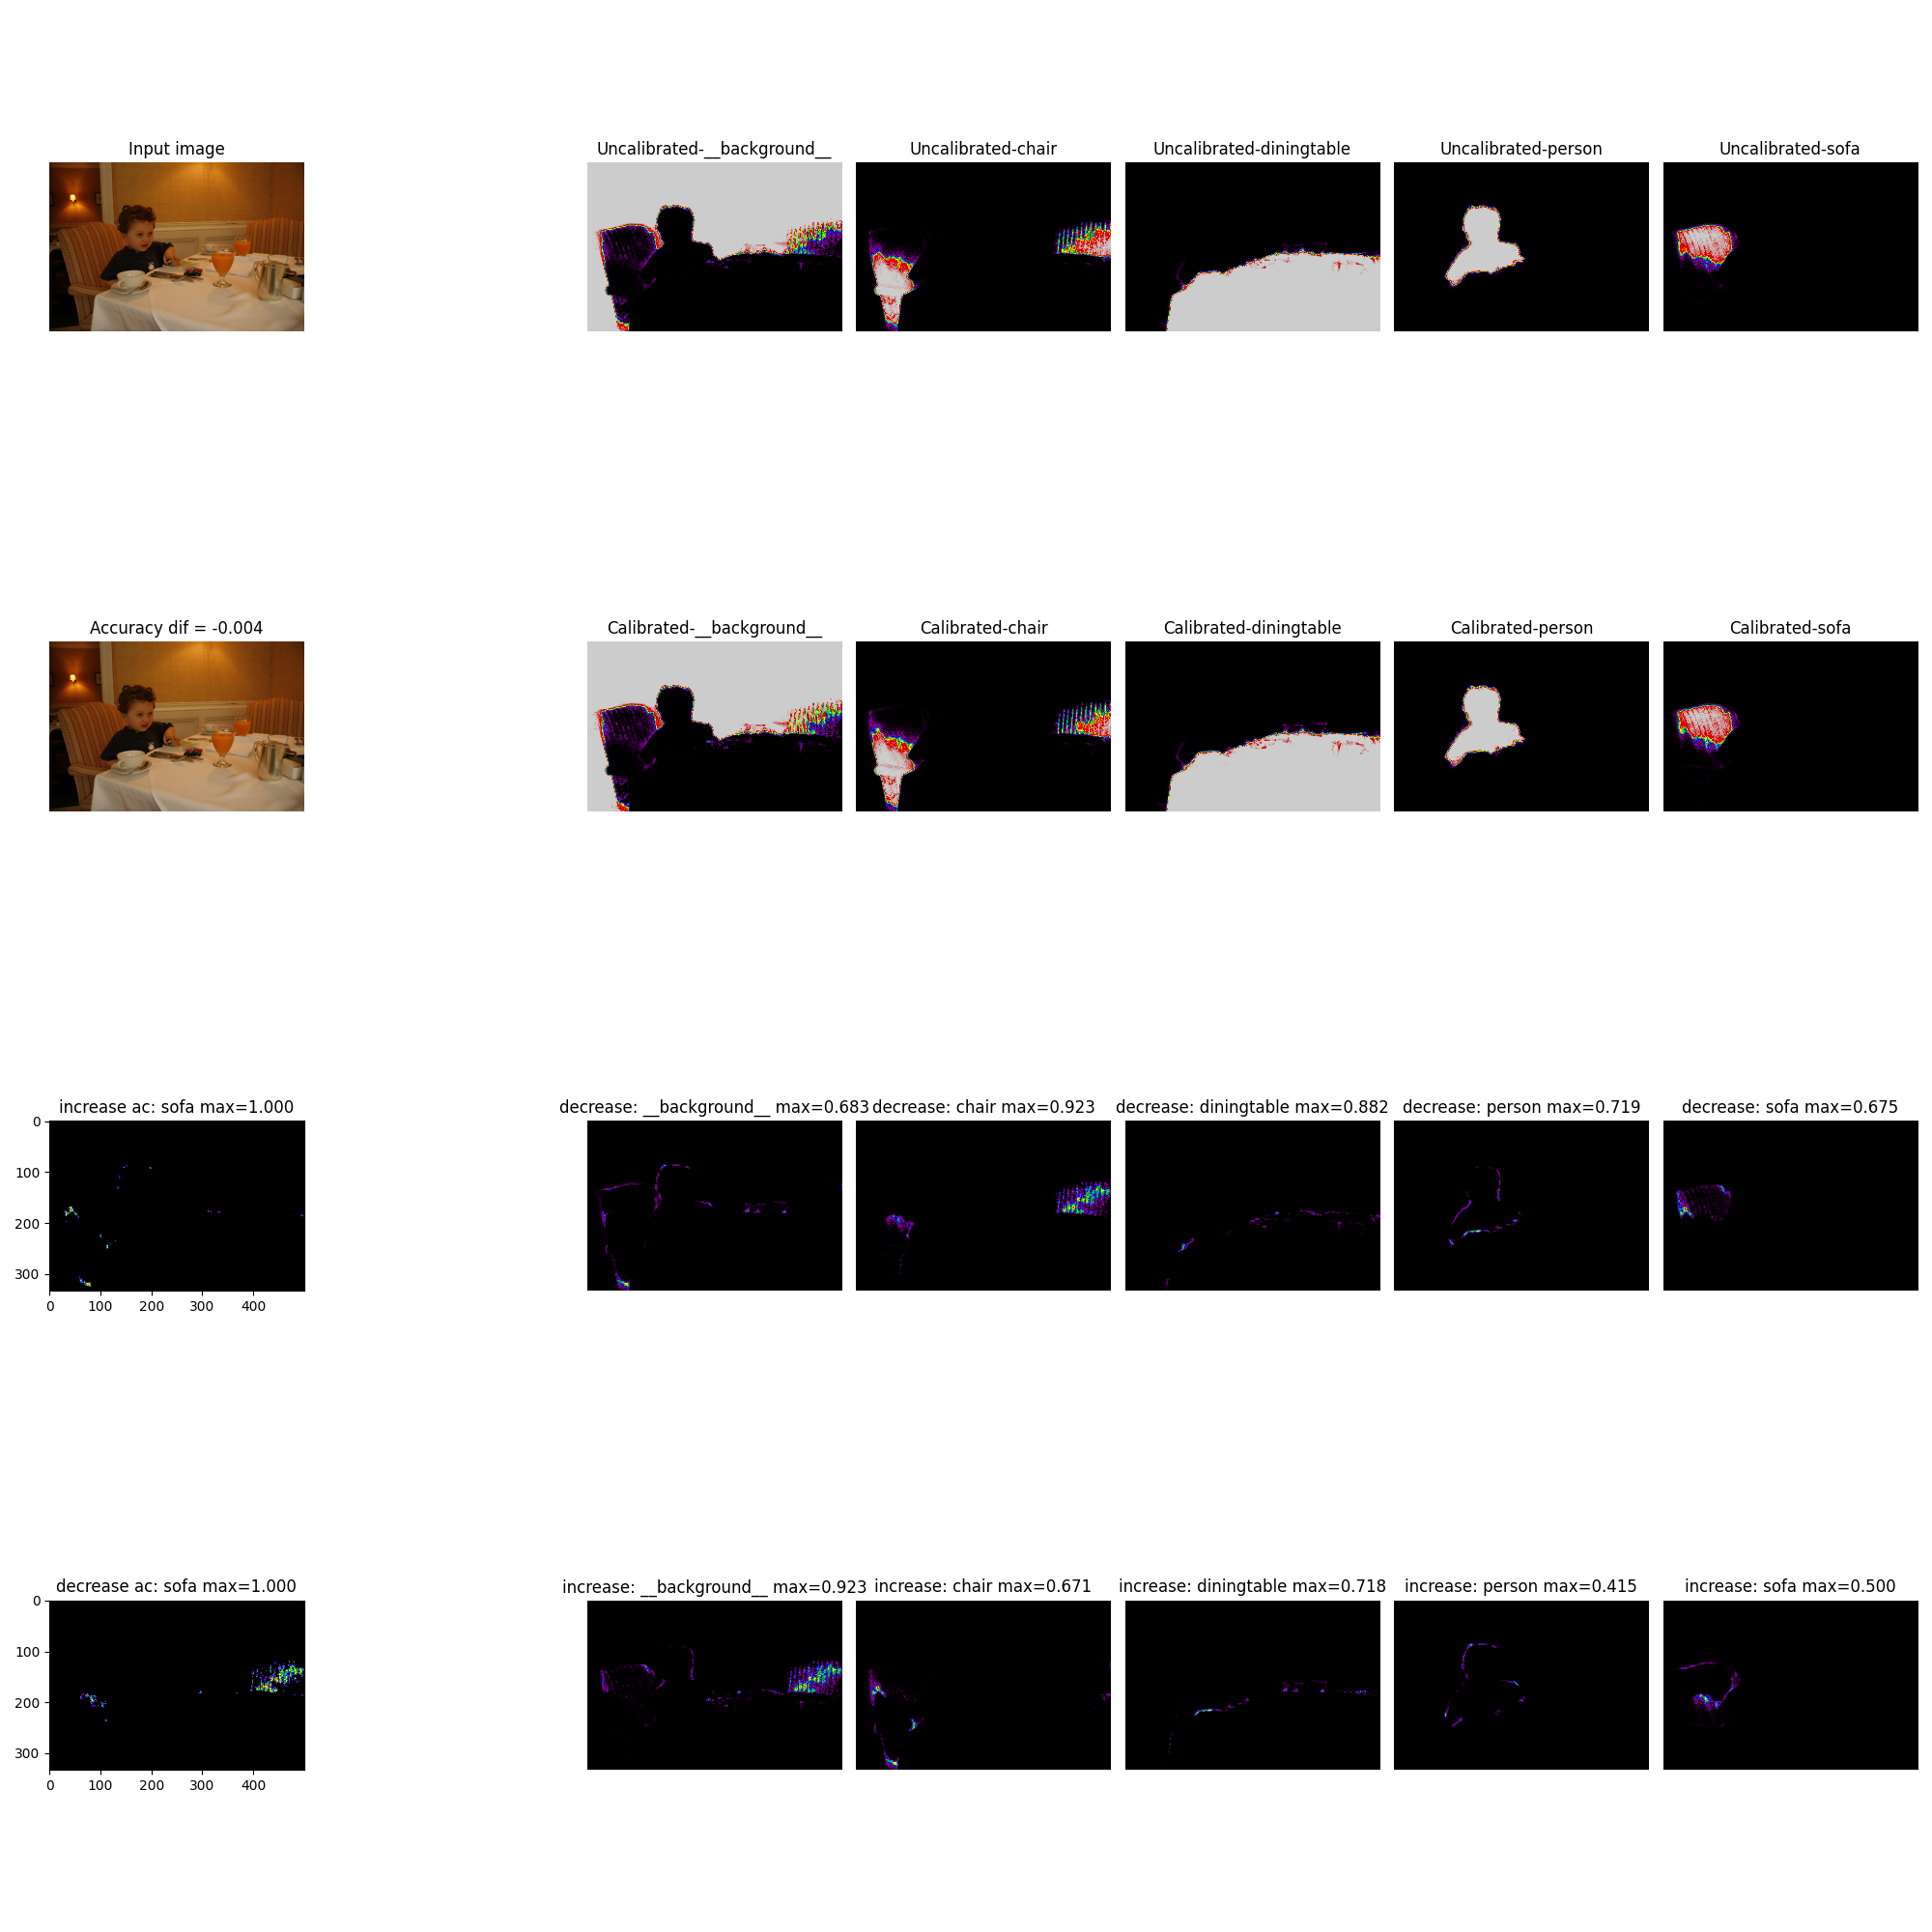 Input image
Uncalibrated-__background__
Uncalibrated-chair
Uncalibrated-diningtable
Uncalibrated-person
Uncalibrated-sofa
Accuracy dif = -0.004
Calibrated-__background__
Calibrated-chair
Calibrated-diningtable
Calibrated-person
Calibrated-sofa
increase ac: sofa max=1.000
decrease: __background__ max=0.683
decrease: chair max=0.923
decrease: diningtable max=0.882
decrease: person max=0.719
decrease: sofa max=0.675
0
100
200
300
0 100 200 300 400
decrease ac: sofa max=1.000
increase: __background__ max=0.923
increase: chair max=0.671
increase: diningtable max=0.718
increase: person max=0.415
increase: sofa max=0.500
0
100
200
300
0 100 200 300 400